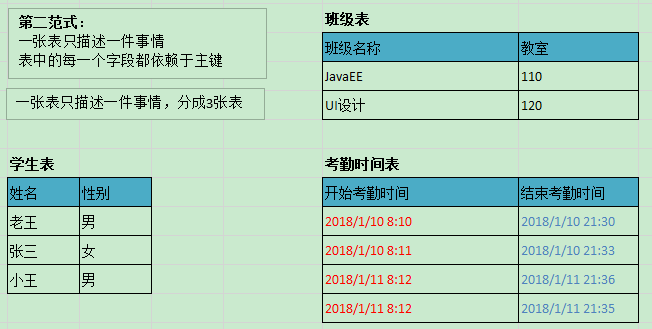 第二范式：
一张表只描述一件事情
表中的每一个字段都依赖于主键
一张表只描述一件事情，分成3张表
班级表
班级名称 教室
JavaEE 110
UI设计 120
学生表
姓名 性别
老王 男
张三 女
小王 男
考勤时间表
开始考勤时间 结束考勤时间
2018/1/10 8:10 2018/1/10 21:30
2018/1/10 8:11 2018/1/10 21:33
2018/1/11 8:12 2018/1/11 21:36
2018/1/11 8:12 2018/1/11 21:35